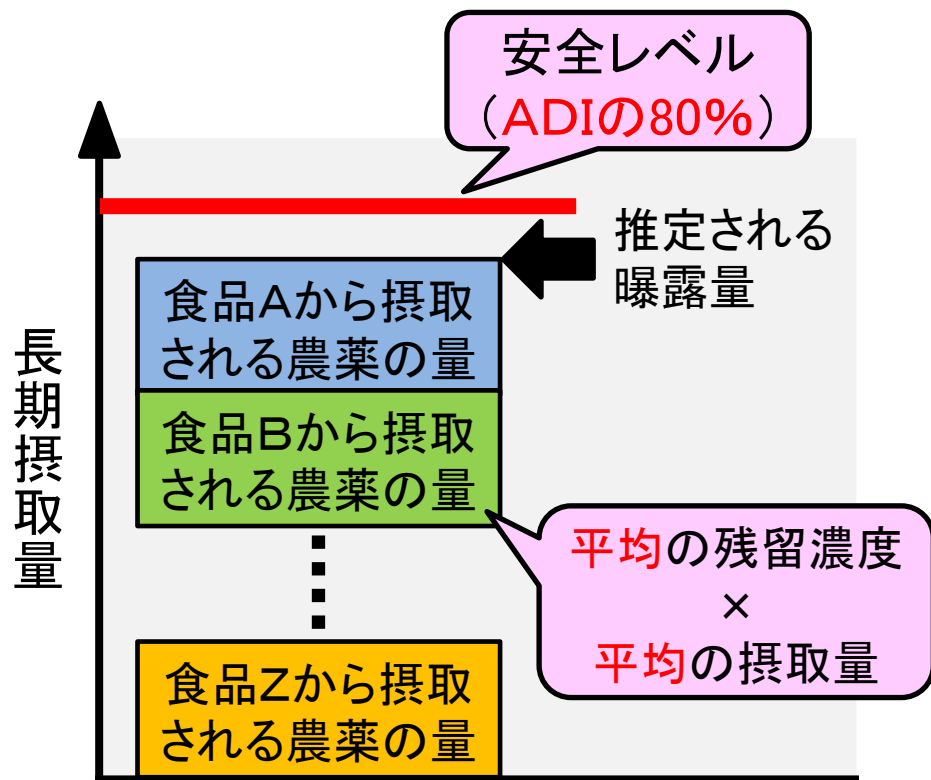 安全レベル
（ADIの80%）
推定される
曝露量
長期摂取量
食品Aから摂取
される農薬の量
食品Bから摂取
される農薬の量
平均の残留濃度
×
平均の摂取量
食品Zから摂取
される農薬の量